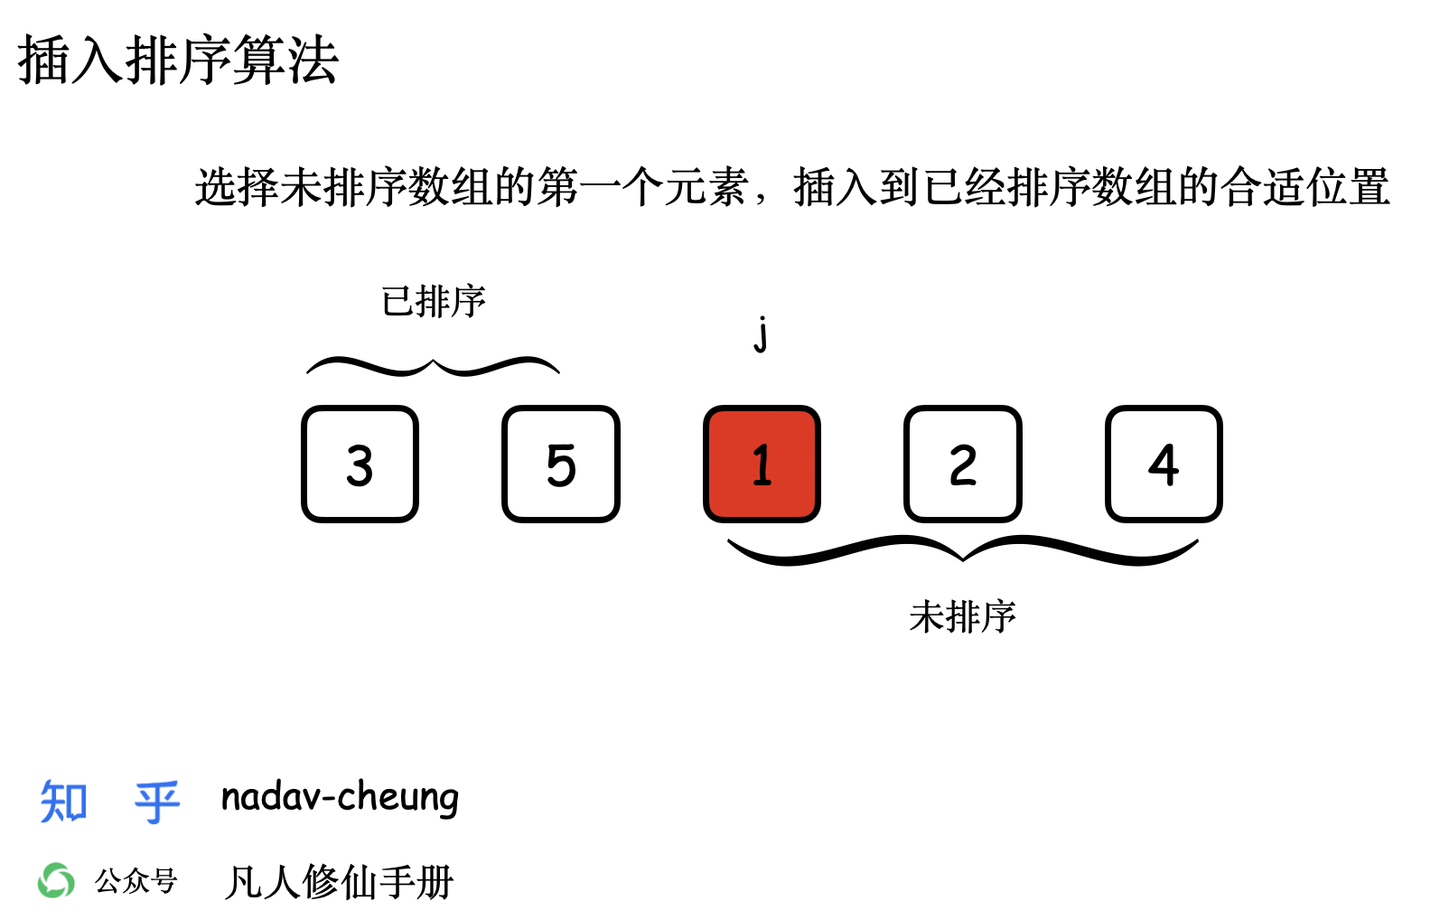 插入排序算法
选择未排序数组的第一个元素，插入到已经排序数组的合适位置
已排序
j
3 5 1 2 4
未排序
知 乎 nadav-cheung
公众号 凡人修仙手册